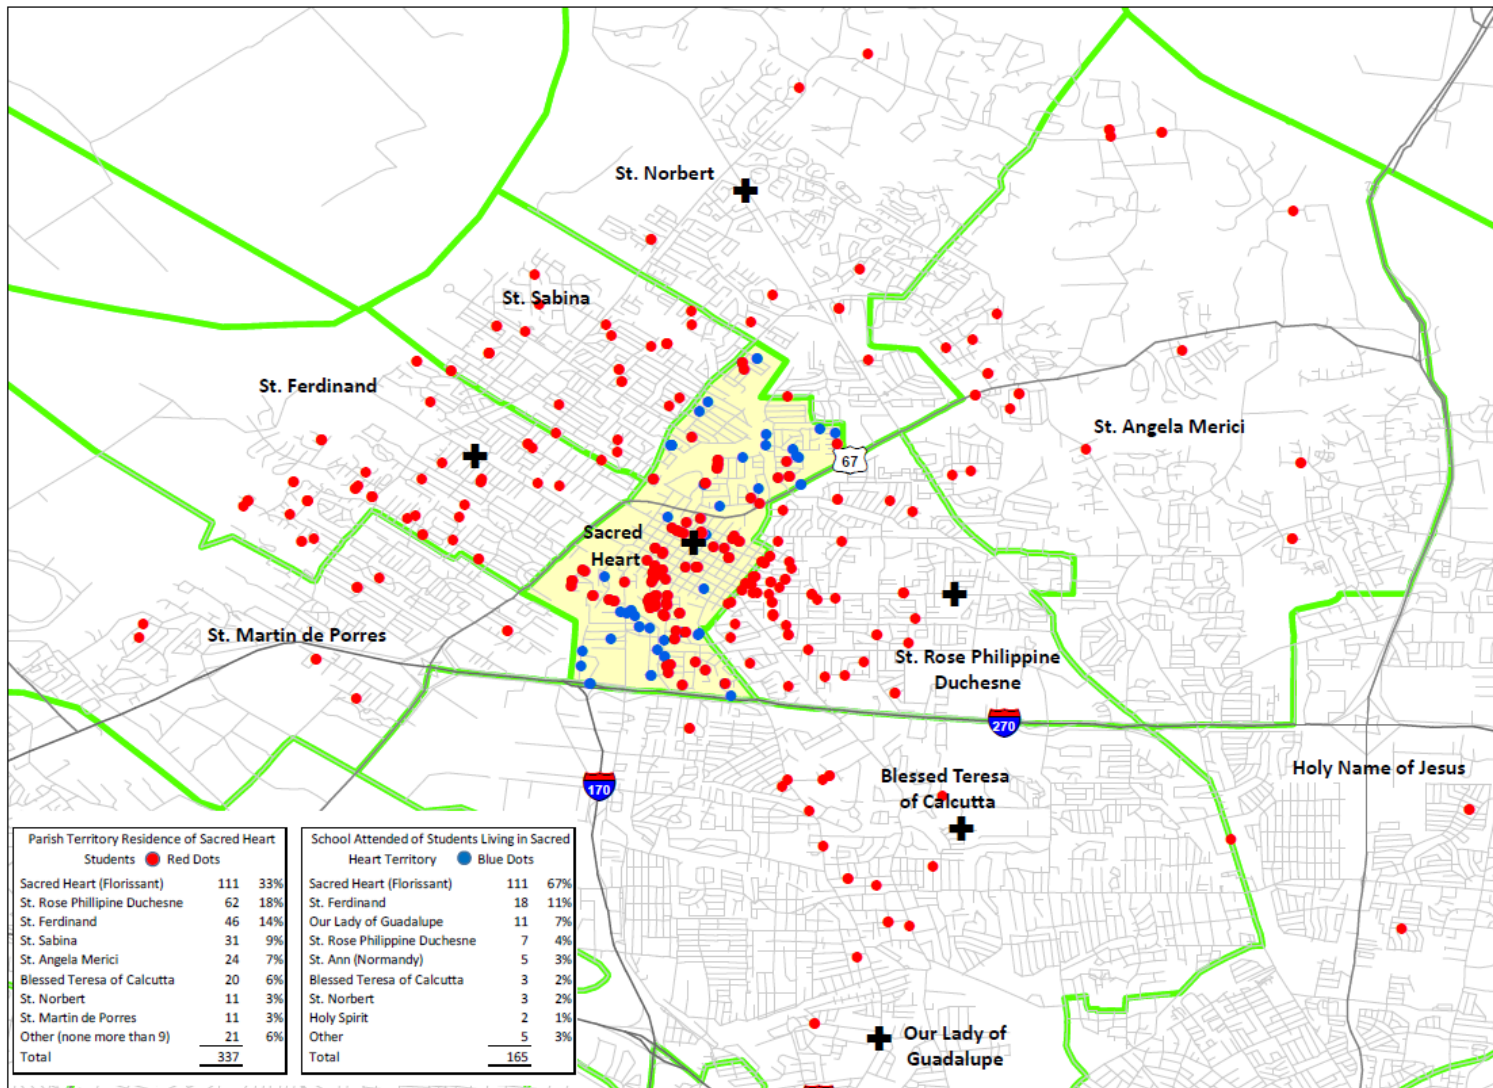 St. Norbert
St. Sabina
St. Ferdinand
St. Angela Merici
67
Sacred
Heart
St. Martin de Porres
St. Rose Philippine
Duchesne
270
170
Blessed Teresa
of Calcutta
Holy Name of Jesus
Our Lady of
Guadalupe
Parish Territory Residence of Sacred Heart
Students Red Dots
Sacred Heart (Florissant) 111 33%
St. Rose Phillipine Duchesne 62 18%
St. Ferdinand 46 14%
St. Sabina 31 9%
St. Angela Merici 24 7%
Blessed Teresa of Calcutta 20 6%
St. Norbert 11 3%
St. Martin de Porres 11 3%
Other (none more than 9) 21 6%
Total 337
School Attended of Students Living in Sacred
Heart Territory Blue Dots
Sacred Heart (Florissant) 111 67%
St. Ferdinand 18 11%
Our Lady of Guadalupe 11 7%
St. Rose Philippine Duchesne 7 4%
St. Ann (Normandy) 5 3%
Blessed Teresa of Calcutta 3 2%
St. Norbert 3 2%
Holy Spirit 2 1%
Other 5 3%
Total 165